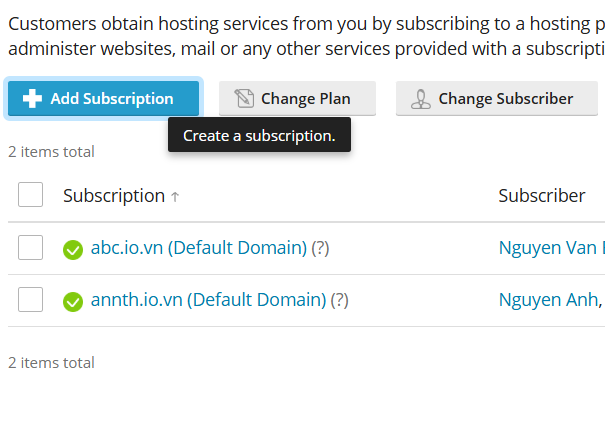 Customers obtain hosting services from you by subscribing to a hosting p
administer websites, mail or any other services provided with a subscripti
Add Subscription Change Plan Change Subscriber
Create a subscription.
2 items total
Subscription ↑ Subscriber
abc.io.vn (Default Domain) (?) Nguyen Van
annth.io.vn (Default Domain) (?) Nguyen Anh,
2 items total